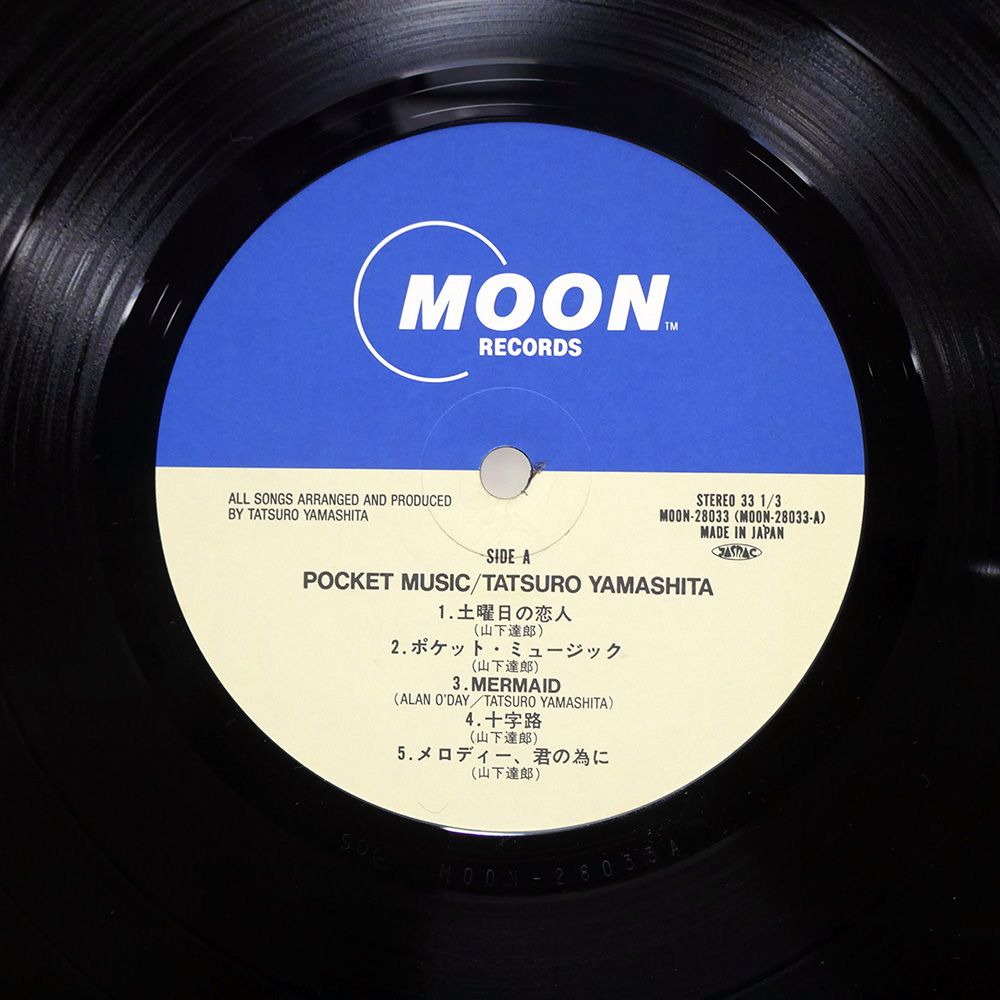 MOON™
RECORDS
ALL SONGS ARRANGED AND PRODUCED
BY TATSURO YAMASHITA
STEREO 33 1/3
MOON-28033 (MOON-28033-A)
MADE IN JAPAN
JASRAC
SIDE A
POCKET MUSIC/TATSURO YAMASHITA
1.土曜日の恋人
(山下達郎)
2.ポケット・ミュージック
(山下達郎)
3.MERMAID
(ALAN O'DAY/TATSURO YAMASHITA)
4.十字路
(山下達郎)
5.メロディー、君の為に
(山下達郎)
MOON-28033A